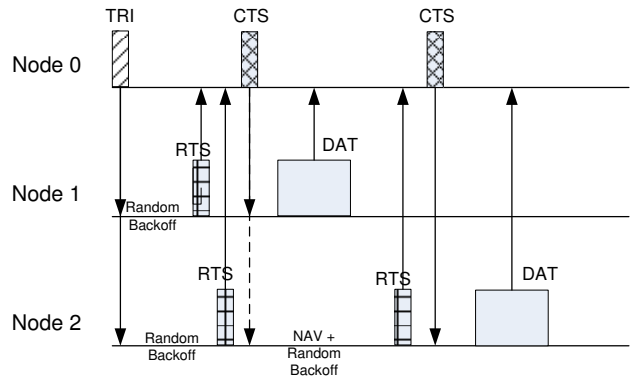 TRI
CTS
CTS
Node 0
RTS
DAT
Node 1
Random
Backoff
RTS
RTS
DAT
Node 2
Random
Backoff
NAV +
Random
Backoff